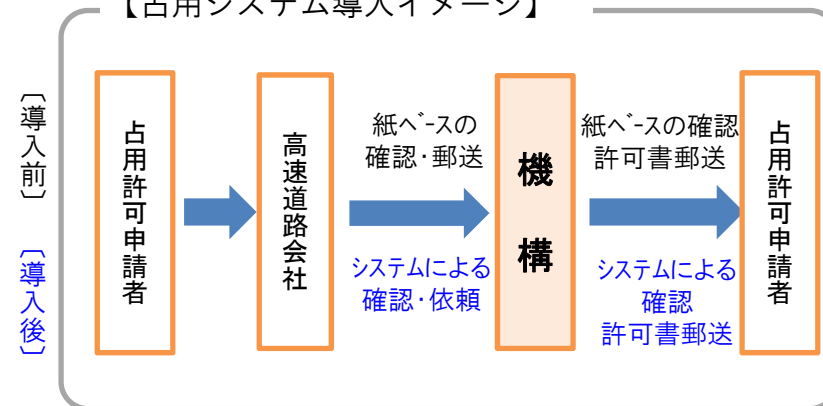 【占用システム導入イメージ】
〔導入前〕
〔導入後〕
占用許可申請者
高速道路会社
紙ベースの
確認・郵送
システムによる
確認・依頼
機構
紙ベースの確認
許可書郵送
システムによる
確認
許可書郵送
占用許可申請者